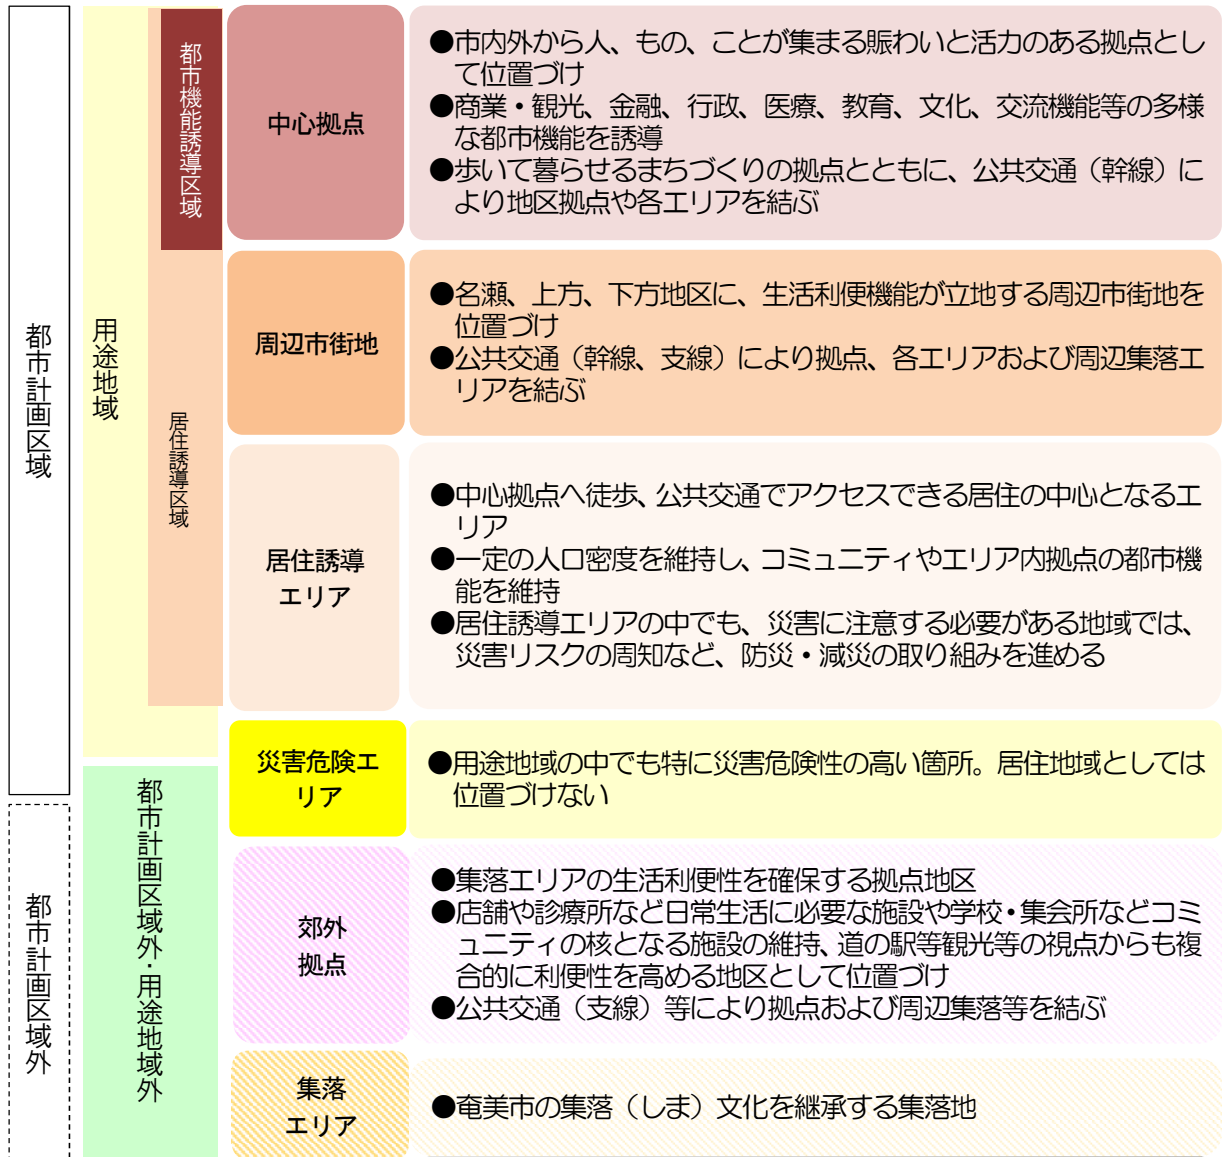 都市計画区域
用途地域
都市機能誘導区域
居住誘導区域
中心拠点
●市内外から人、もの、ことが集まる賑わいと活力のある拠点とし
て位置づけ
●商業・観光、金融、行政、医療、教育、文化、交流機能等の多様
な都市機能を誘導
●歩いて暮らせるまちづくりの拠点とともに、公共交通（幹線）に
より地区拠点や各エリアを結ぶ
周辺市街地
●名瀬、上方、下方地区に、生活利便機能が立地する周辺市街地を
位置づけ
●公共交通（幹線、支線）により拠点、各エリアおよび周辺集落エ
リアを結ぶ
居住誘導
エリア
●中心拠点へ徒歩、公共交通でアクセスできる居住の中心となるエ
リア
●一定の人口密度を維持し、コミュニティやエリア内拠点の都市機
能を維持
●居住誘導エリアの中でも、災害に注意する必要がある地域では、
災害リスクの周知など、防災・減災の取り組みを進める
災害危険エ
リア
●用途地域の中でも特に災害危険性の高い箇所。居住地域としては
位置づけない
都市計画区域外
都市計画区域外・用途地域外
郊外
拠点
●集落エリアの生活利便性を確保する拠点地区
●店舗や診療所など日常生活に必要な施設や学校・集会所などコミ
ュニティの核となる施設の維持、道の駅等観光等の視点からも複
合的に利便性を高める地区として位置づけ
●公共交通（支線）等により拠点および周辺集落等を結ぶ
集落
エリア
●奄美市の集落（しま）文化を継承する集落地